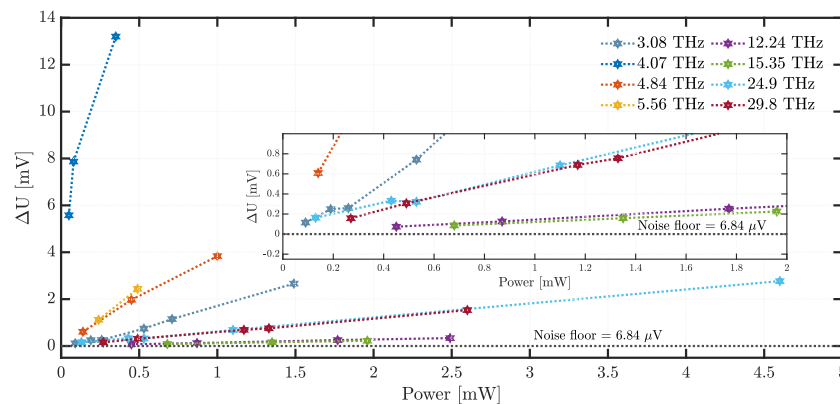 14
12
10
8
6
4
2
0
ΔU [mV]
3.08 THz
4.07 THz
4.84 THz
5.56 THz
12.24 THz
15.35 THz
24.9 THz
29.8 THz
0.8
0.6
0.4
0.2
0
-0.2
ΔU [mV]
Noise floor = 6.84 μV
0 0.2 0.4 0.6 0.8 1 1.2 1.4 1.6 1.8 2
Power [mW]
Noise floor = 6.84 μV
0 0.5 1 1.5 2 2.5 3 3.5 4 4.5 5
Power [mW]